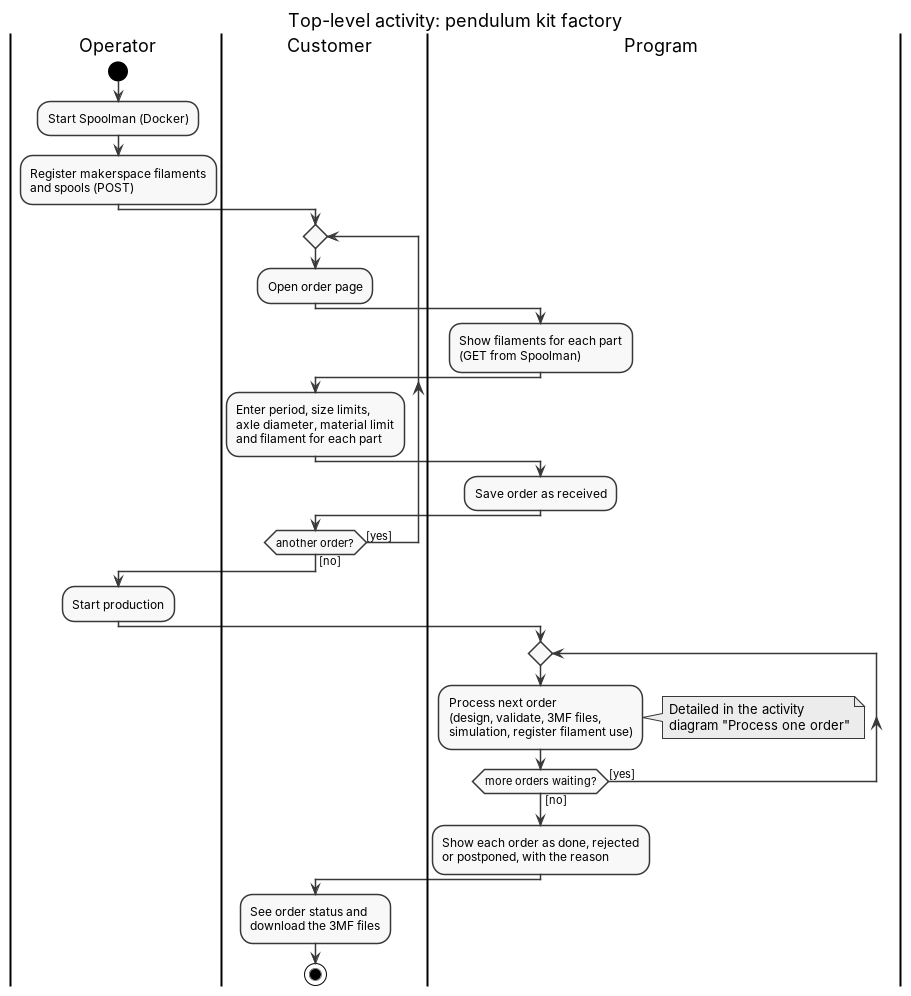 Top-level activity: pendulum kit factory
Operator
Customer
Program
Start Spoolman (Docker)
Register makerspace filaments
and spools (POST)
Open order page
Show filaments for each part
(GET from Spoolman)
Enter period, size limits,
axle diameter, material limit
and filament for each part
Save order as received
another order?
[yes]
[no]
Start production
Process next order
(design, validate, 3MF files,
simulation, register filament use)
Detailed in the activity
diagram "Process one order"
more orders waiting?
[yes]
[no]
Show each order as done, rejected
or postponed, with the reason
See order status and
download the 3MF files